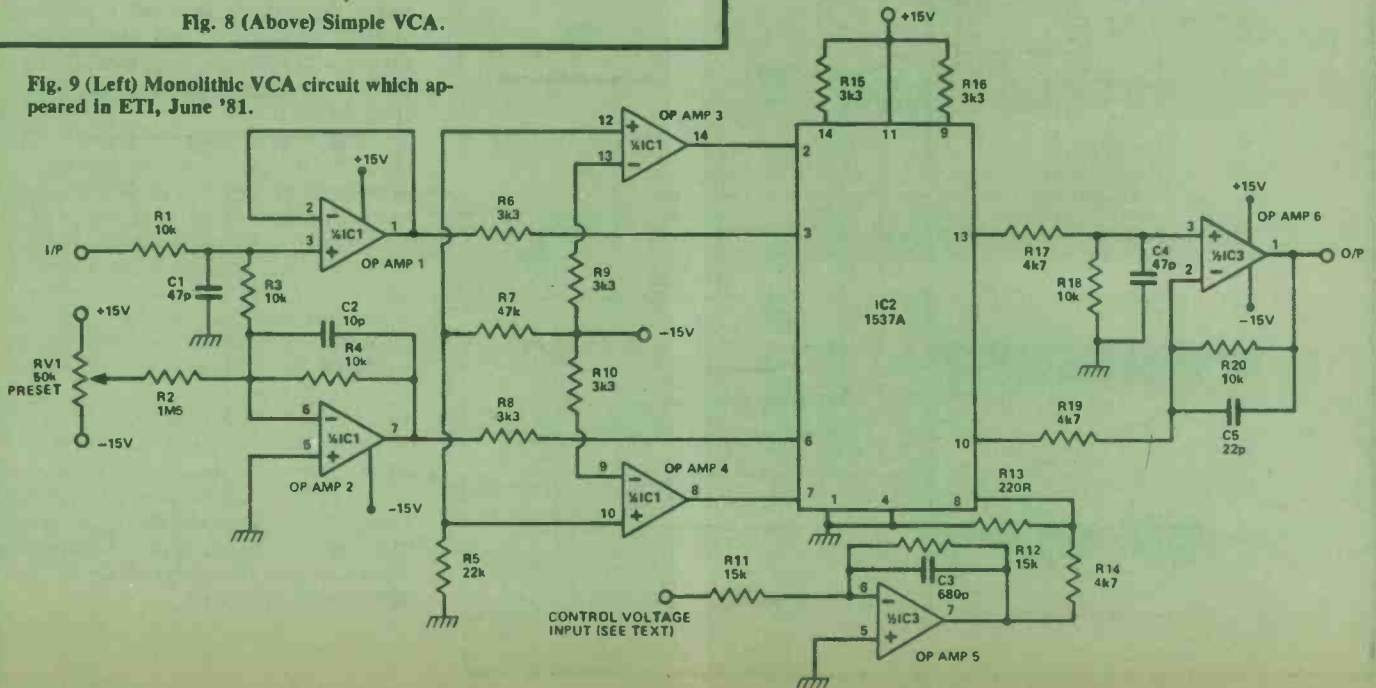 Fig. 8 (Above) Simple VCA.
Fig. 9 (Left) Monolithic VCA circuit which ap-
peared in ETI, June '81.
+15V
R15
3k3
R16
3k3
14
11
9
OP AMP 3
12
+
13
–
14
¼IC1
2
+15V
R1
10k
I/P
2
–
3
+
¼IC1
1
OP AMP 1
R6
3k3
3
C1
47p
R3
10k
R9
3k3
13
R17
4k7
C4
47p
+15V
OP AMP 6
3
+
2
–
½IC3
1
O/P
R18
10k
–15V
+15V
C2
10p
R7
47k
–15V
IC2
1537A
RV1
50k
PRESET
R4
10k
R2
1M5
R10
3k3
R20
10k
–15V
6
–
5
+
¼IC1
7
OP AMP 2
–15V
R8
3k3
6
10
R19
4k7
C5
22p
9
–
10
+
¼IC1
8
OP AMP 4
7
1
4
8
R13
220R
R5
22k
R11
15k
R12
15k
R14
4k7
C3
680p
CONTROL VOLTAGE
INPUT (SEE TEXT)
6
–
5
+
½IC3
7
OP AMP 5